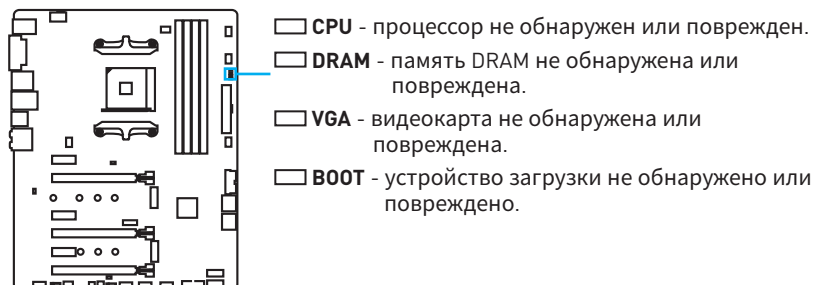 CPU - процессор не обнаружен или поврежден.
DRAM - память DRAM не обнаружена или
повреждена.
VGA - видеокарта не обнаружена или
повреждена.
BOOT - устройство загрузки не обнаружено или
повреждено.